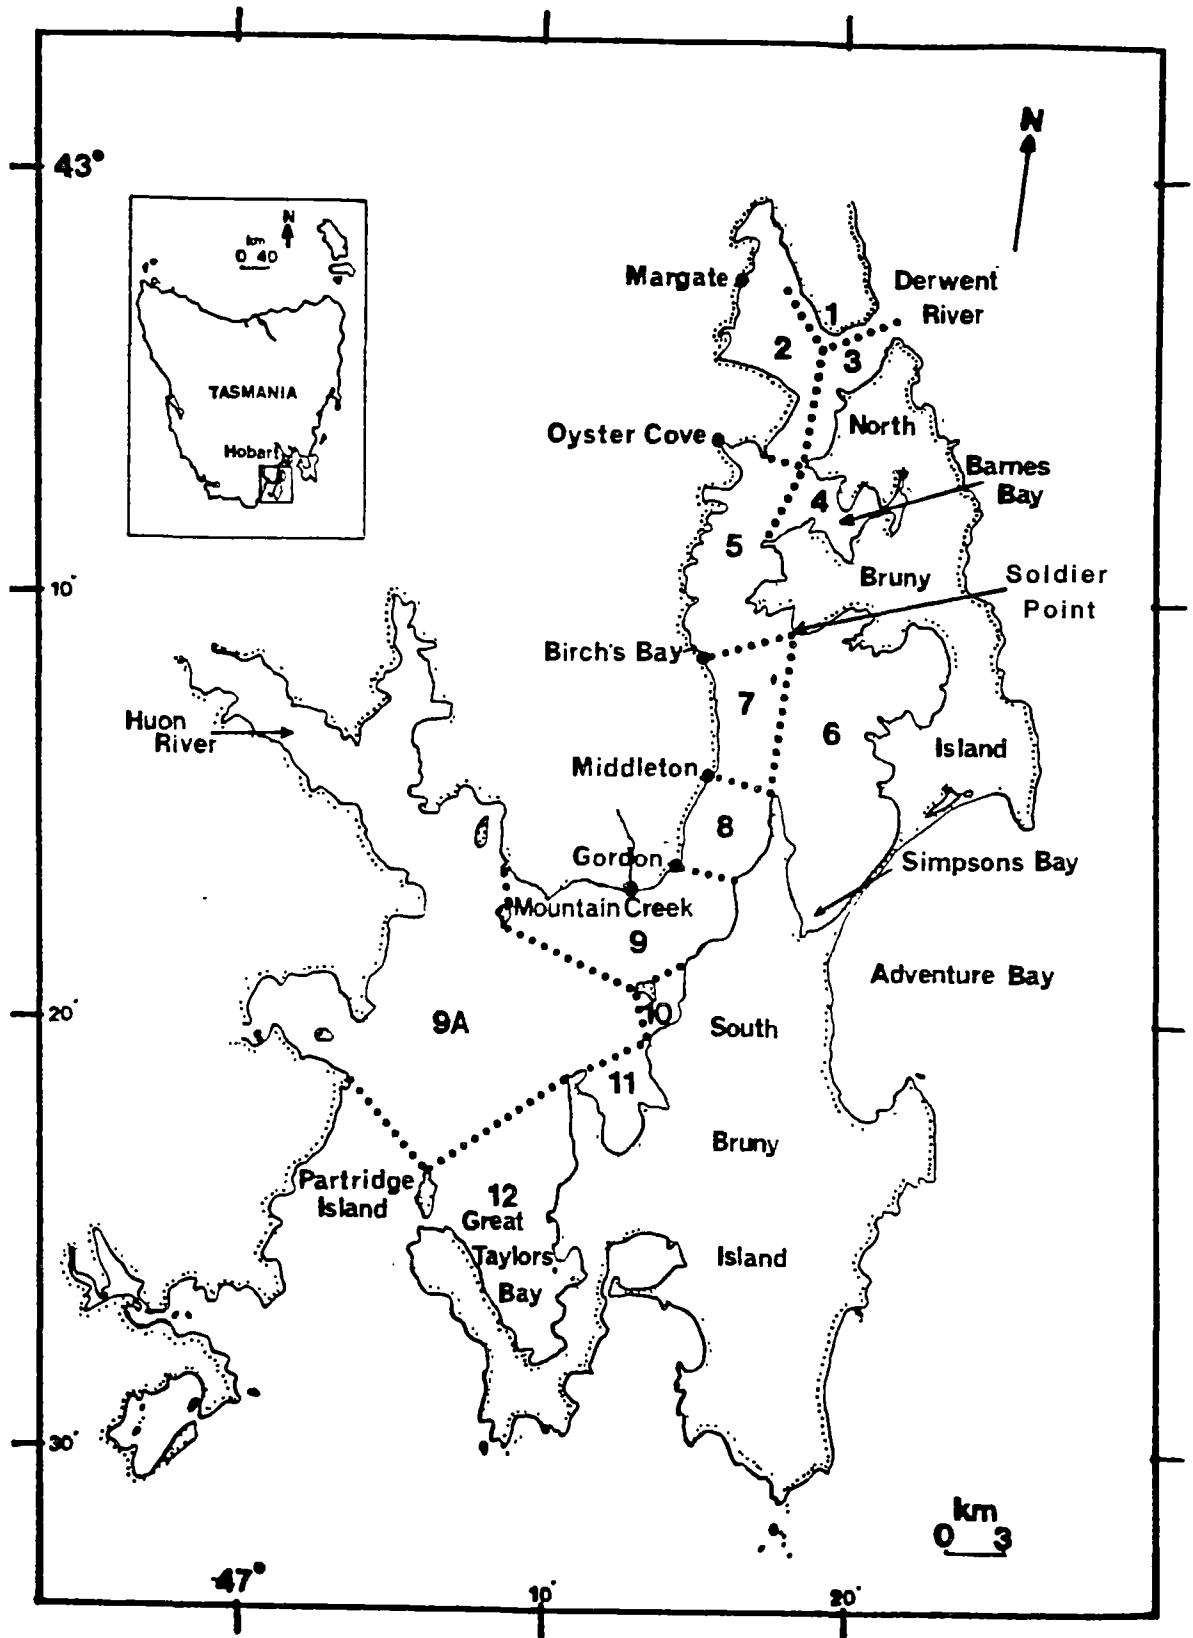 N
43°
N
km
0 40
Margate
Derwent
River
1
2
3
TASMANIA
North
Oyster Cove
Hobart
Barnes
Bay
4
5
10'
Bruny
Soldier
Point
Birch's Bay
7
6
Huon
River
Island
Middleton
8
Gordon
Simpsons Bay
Mountain Creek
9
Adventure Bay
20'
9A
10
South
11
Bruny
Partridge
Island
12
Great
Taylors
Bay
Island
30'
km
0 3
47°
10'
20'